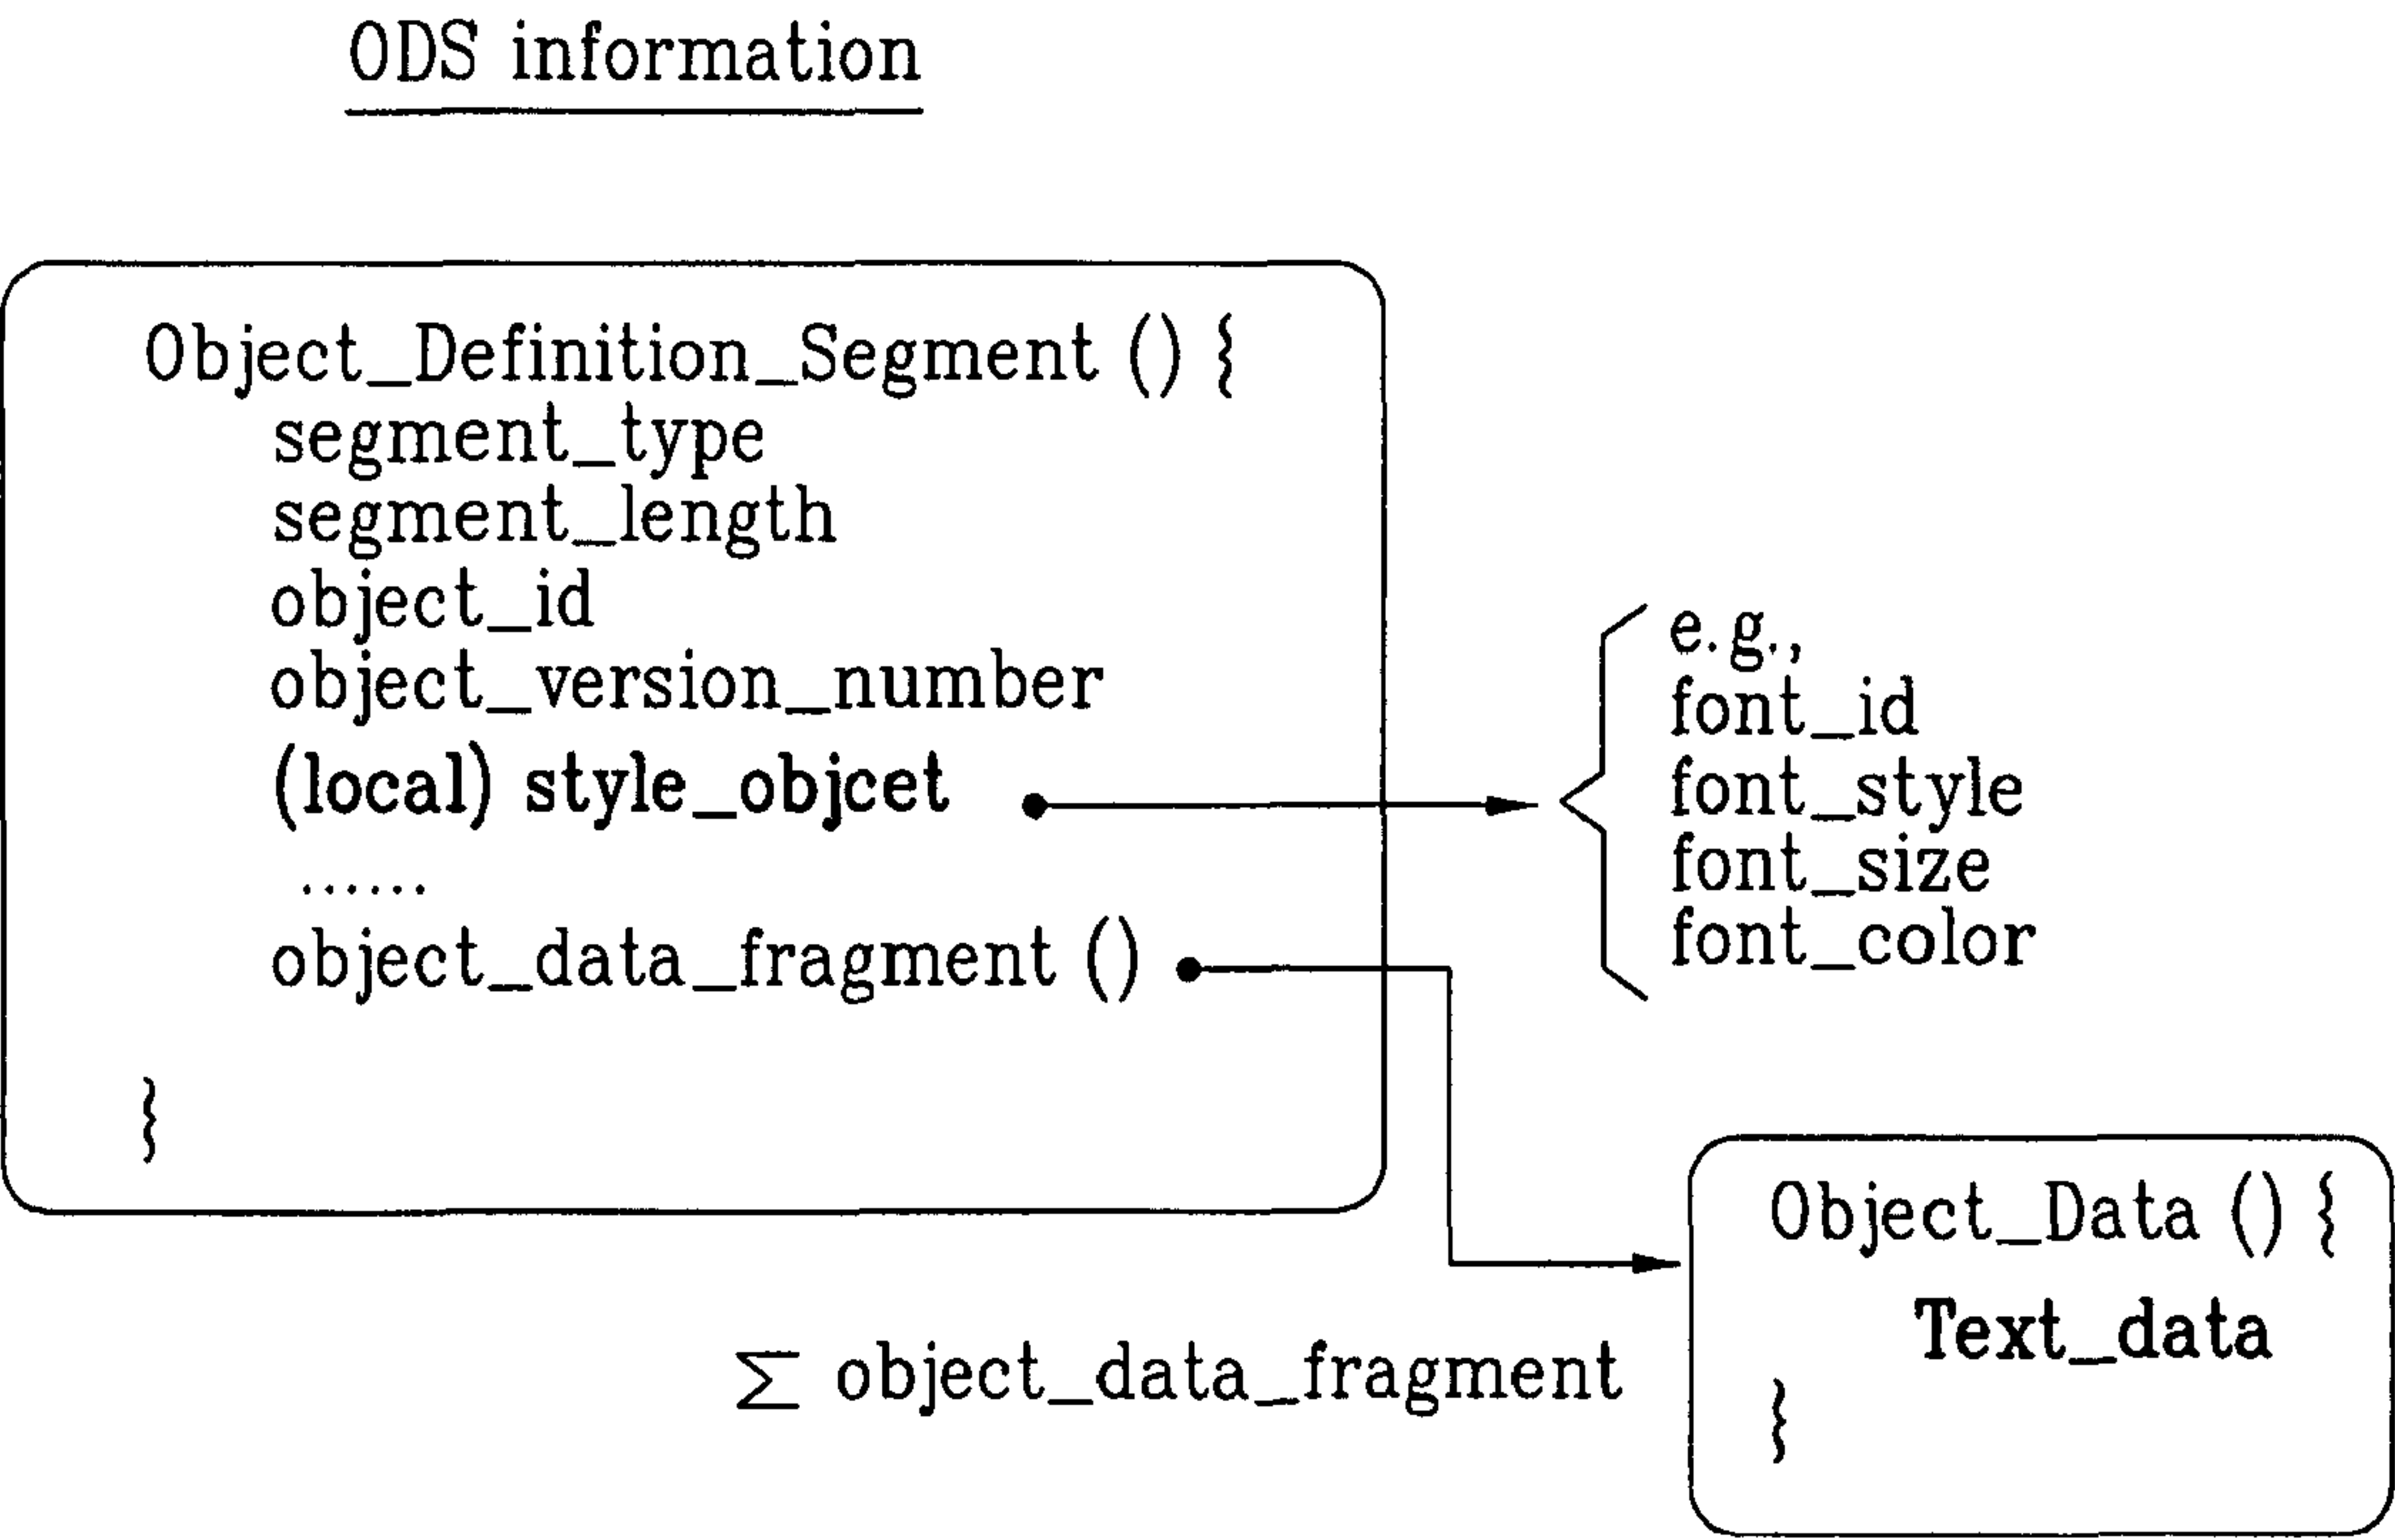 ODS information
Object_Definition_Segment () {
segment_type
segment_length
object_id
object_version_number
(local) style_objcet
......
object_data_fragment ()
}
e.g.,
font_id
font_style
font_size
font_color
Σ object_data_fragment
Object_Data () {
Text_data
}